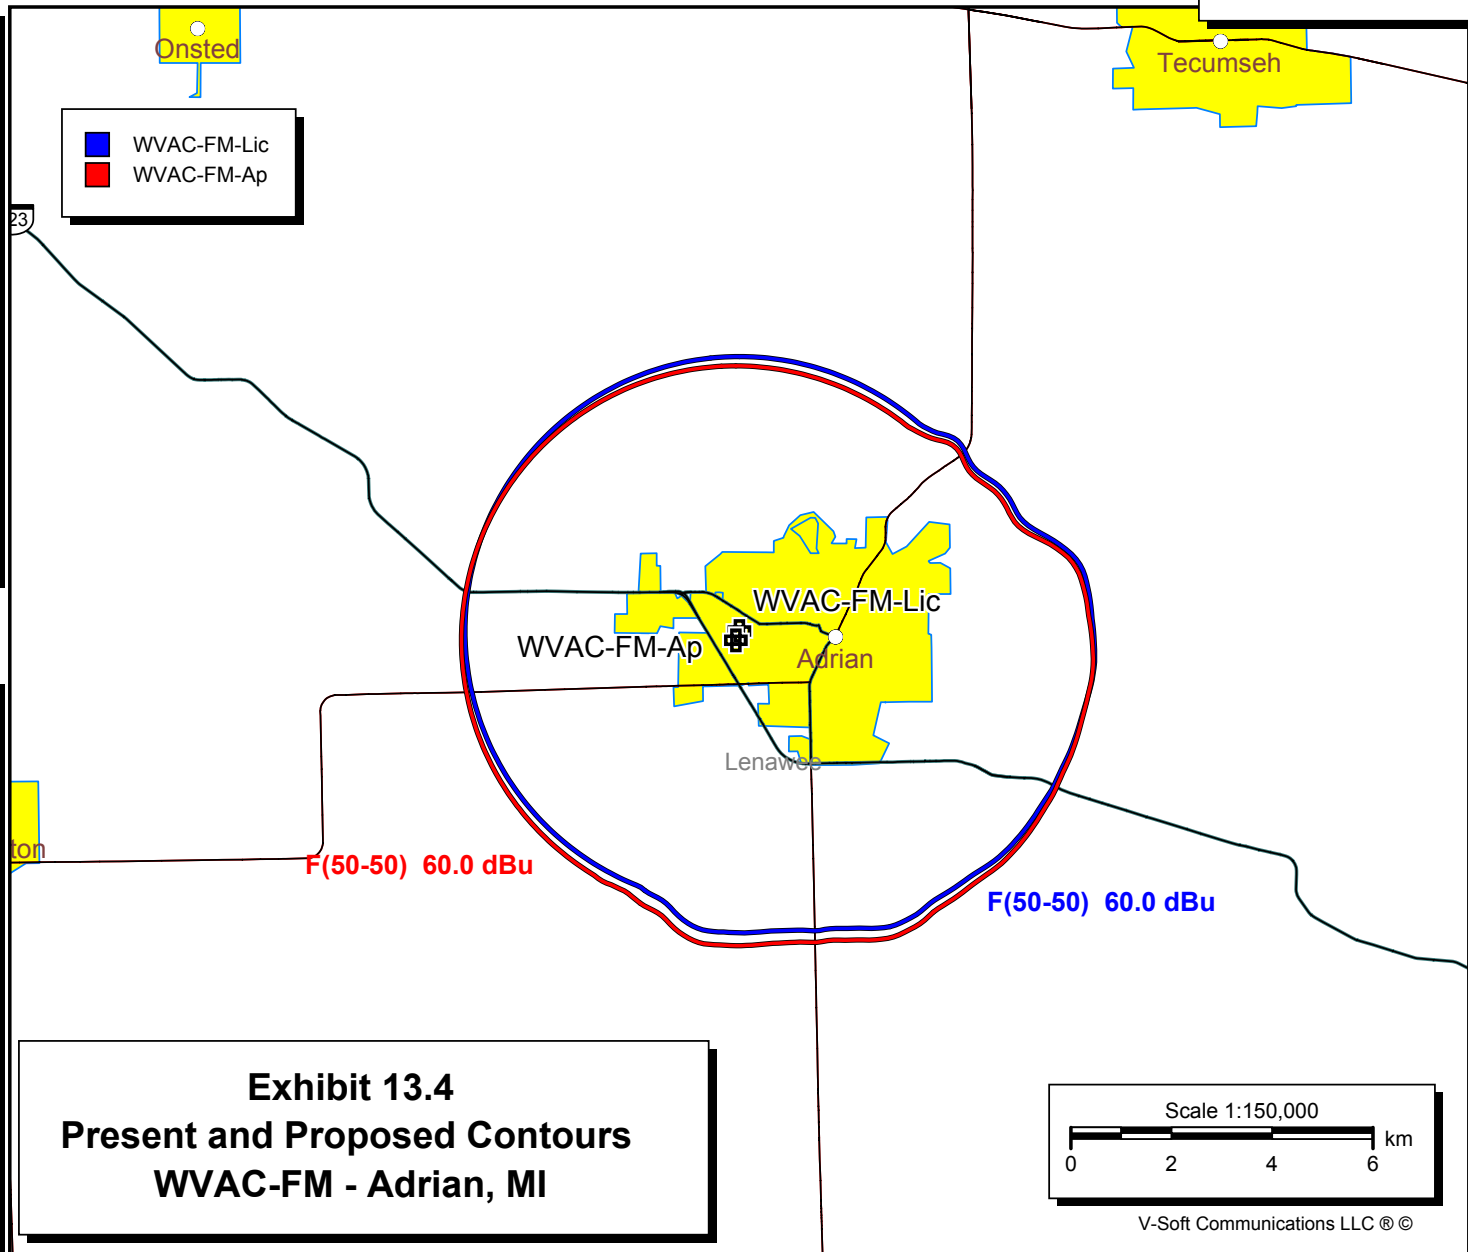 Onsted
Tecumseh
WVAC-FM-Lic
WVAC-FM-Ap
23
WVAC-FM-Lic
WVAC-FM-Ap
Adrian
Lenawee
ton
F(50-50) 60.0 dBu
F(50-50) 60.0 dBu
Exhibit 13.4
Present and Proposed Contours
WVAC-FM - Adrian, MI
Scale 1:150,000
km
0 2 4 6
V-Soft Communications LLC ® ©